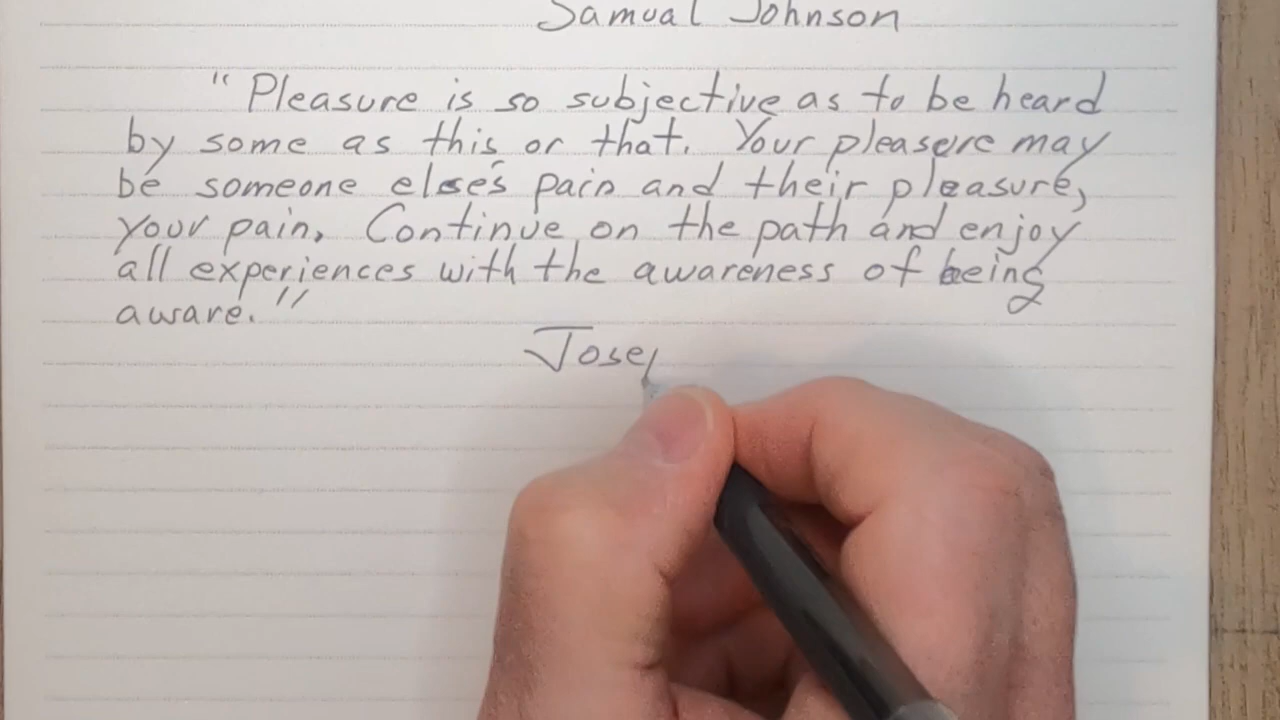 Samual Johnson
"Pleasure is so subjective as to be heard
by some as this or that. Your pleasere may
be someone else's pain and their pleasure,
your pain. Continue on the path and enjoy
all experiences with the awareness of being
aware."
Josep